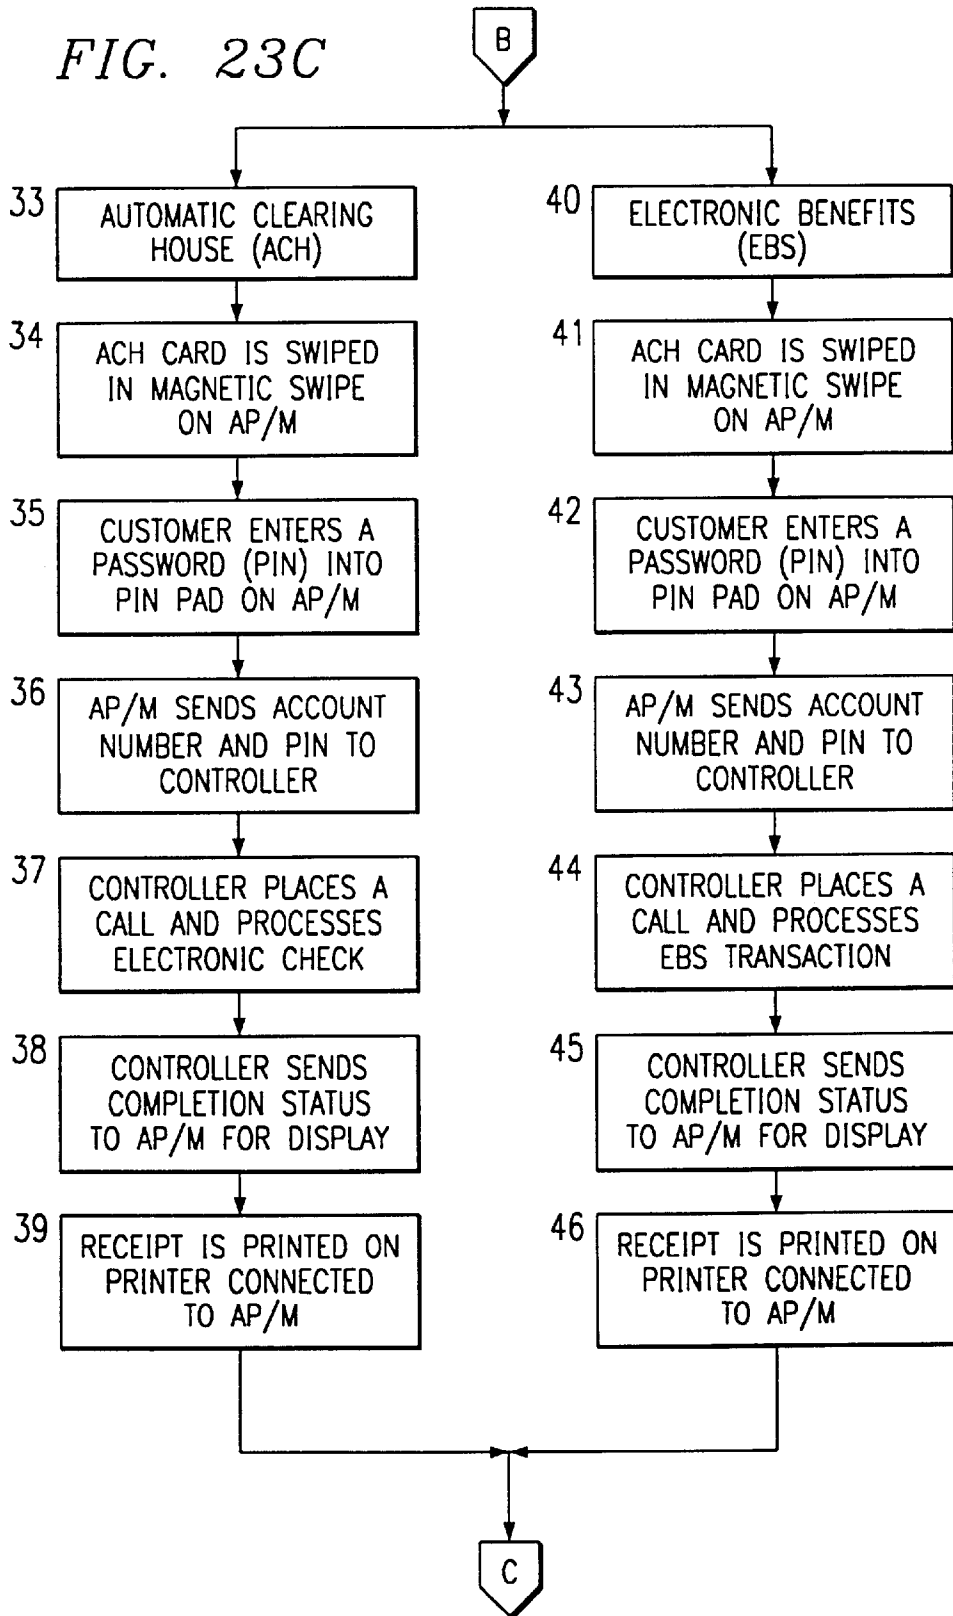 FIG. 23C
B
33
AUTOMATIC CLEARING
HOUSE (ACH)
34
ACH CARD IS SWIPED
IN MAGNETIC SWIPE
ON AP/M
35
CUSTOMER ENTERS A
PASSWORD (PIN) INTO
PIN PAD ON AP/M
36
AP/M SENDS ACCOUNT
NUMBER AND PIN TO
CONTROLLER
37
CONTROLLER PLACES A
CALL AND PROCESSES
ELECTRONIC CHECK
38
CONTROLLER SENDS
COMPLETION STATUS
TO AP/M FOR DISPLAY
39
RECEIPT IS PRINTED ON
PRINTER CONNECTED
TO AP/M
40
ELECTRONIC BENEFITS
(EBS)
41
ACH CARD IS SWIPED
IN MAGNETIC SWIPE
ON AP/M
42
CUSTOMER ENTERS A
PASSWORD (PIN) INTO
PIN PAD ON AP/M
43
AP/M SENDS ACCOUNT
NUMBER AND PIN TO
CONTROLLER
44
CONTROLLER PLACES A
CALL AND PROCESSES
EBS TRANSACTION
45
CONTROLLER SENDS
COMPLETION STATUS
TO AP/M FOR DISPLAY
46
RECEIPT IS PRINTED ON
PRINTER CONNECTED
TO AP/M
C